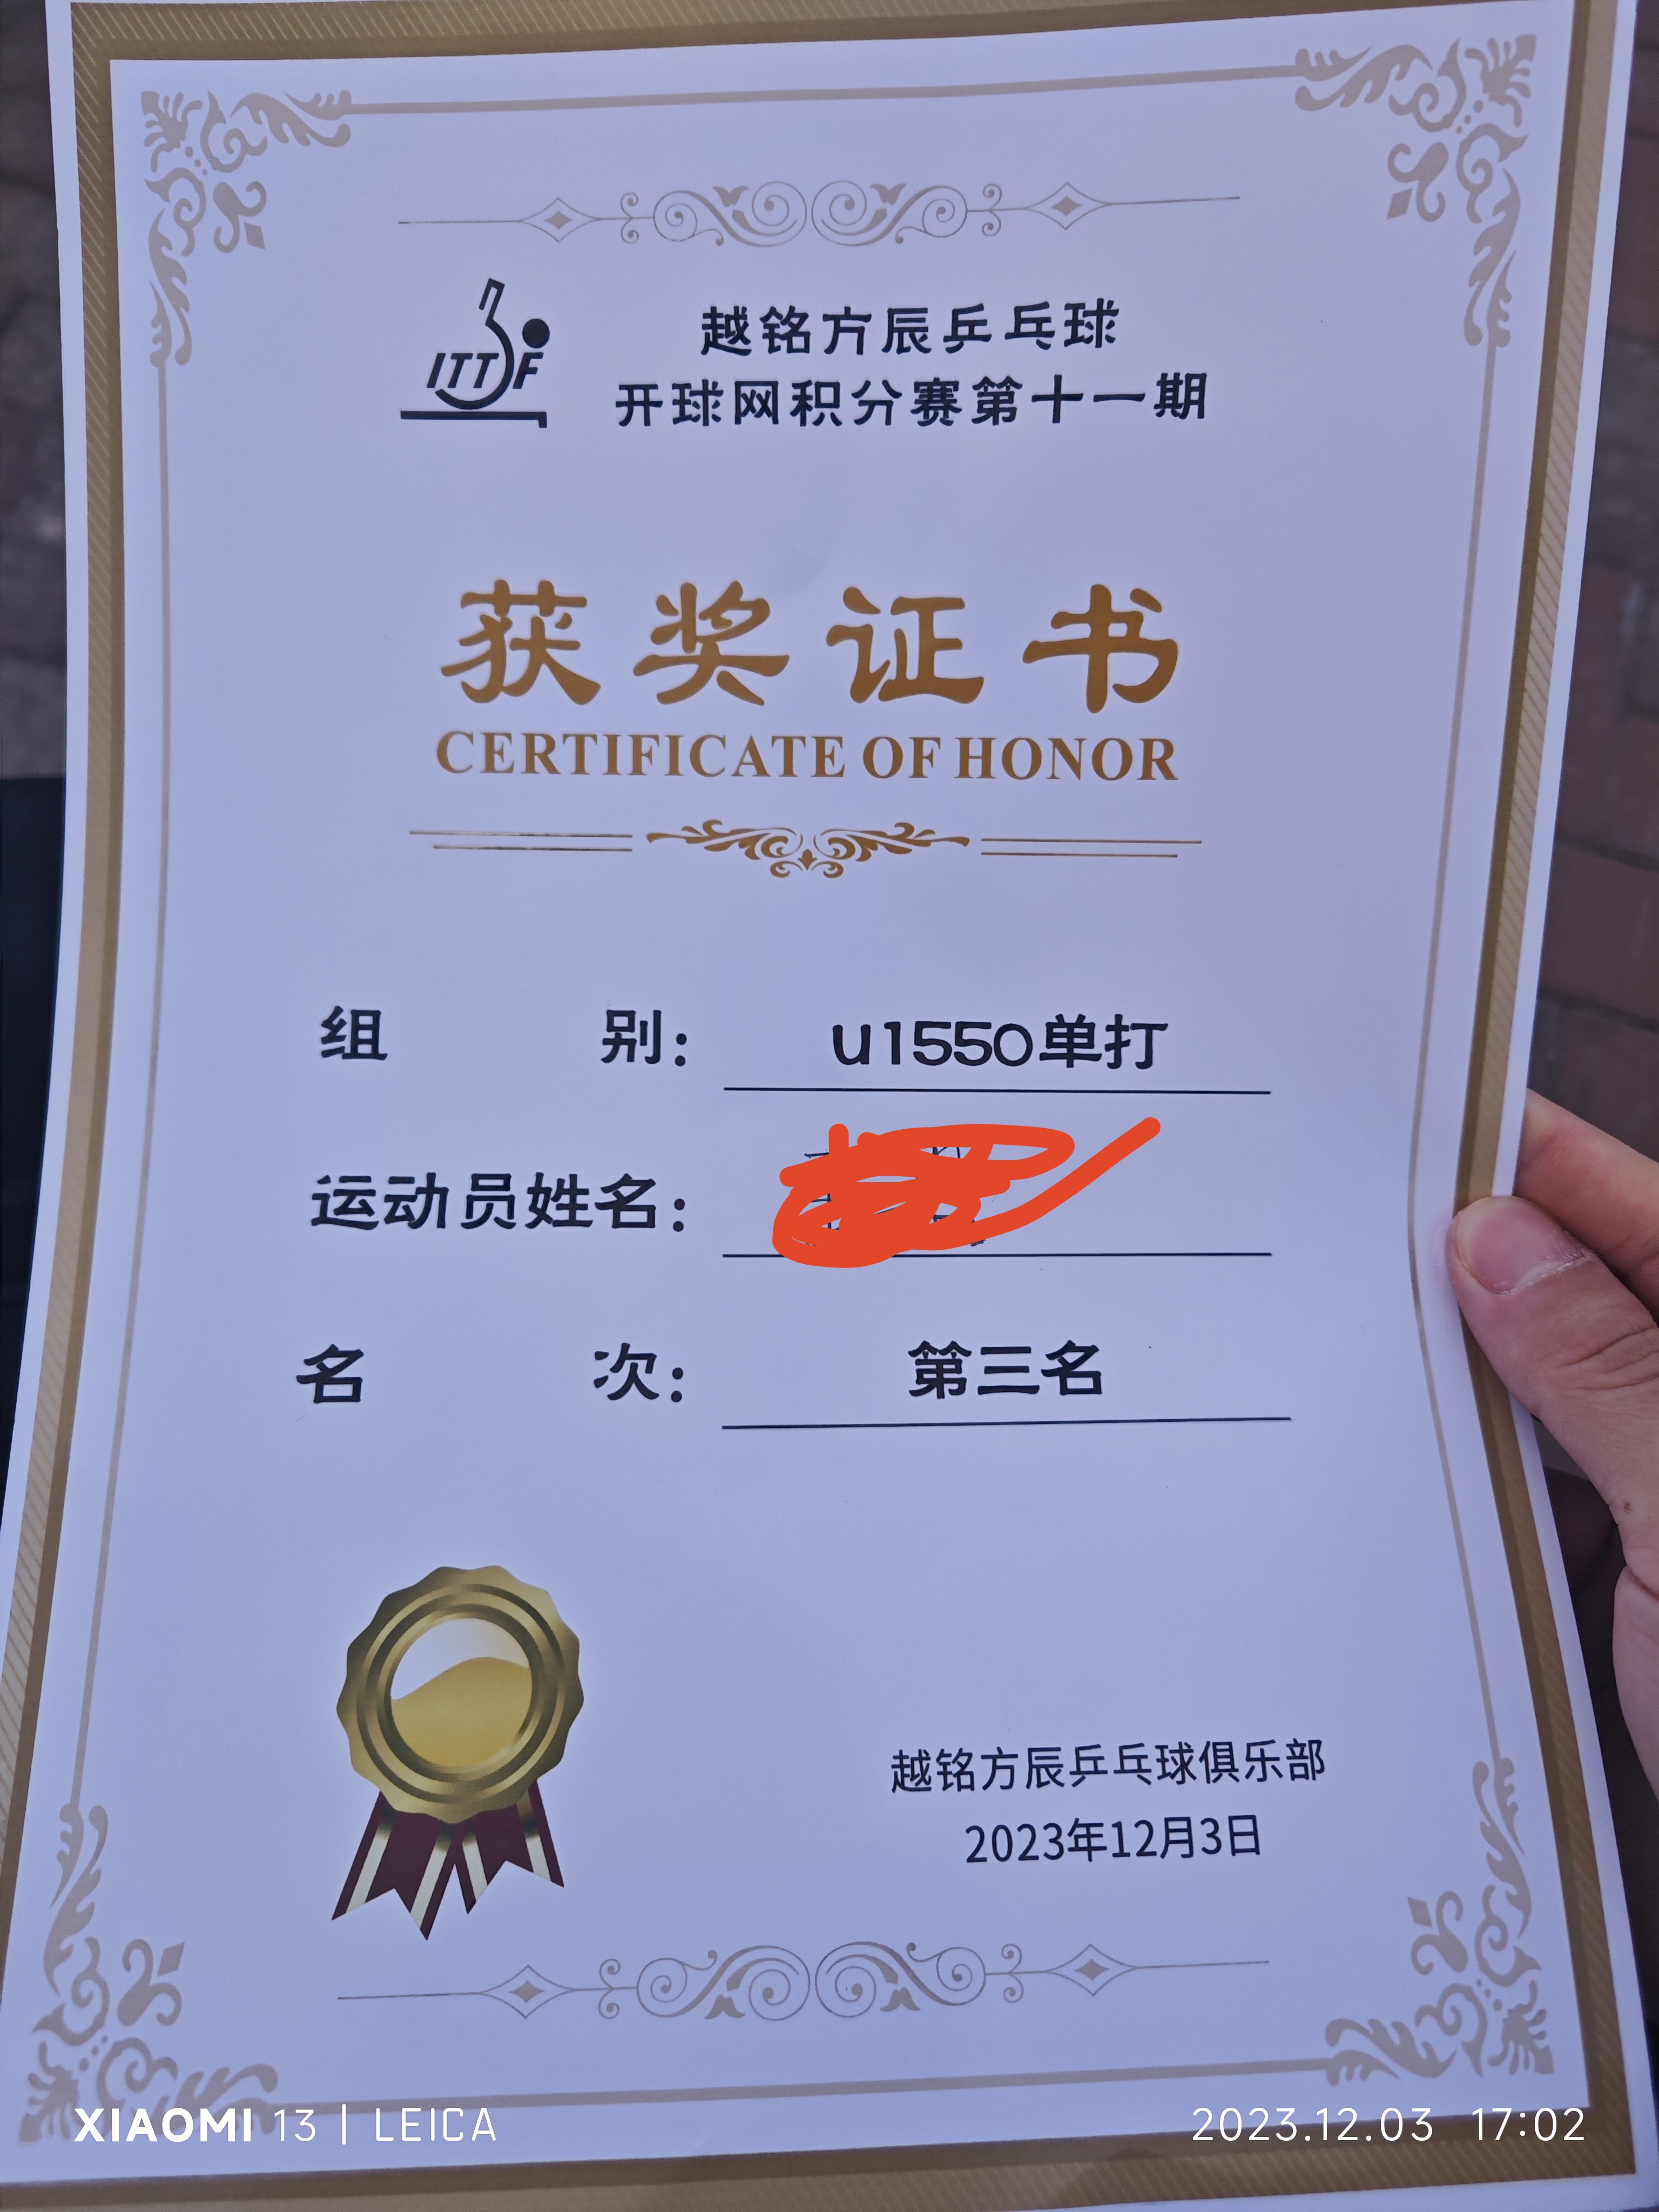 ITTF
越铭方辰乒乓球
开球网积分赛第十一期
获奖证书
CERTIFICATE OF HONOR
组别：u1550单打
运动员姓名：
名次：第三名
越铭方辰乒乓球俱乐部
2023年12月3日
XIAOMI 13 | LEICA
2023.12.03 17:02